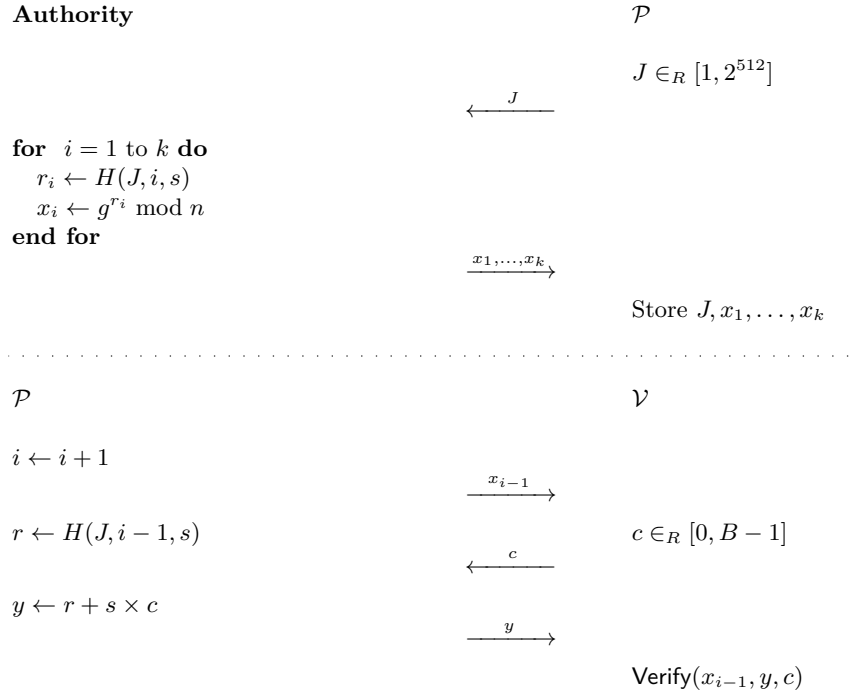 Authority 𝒫
J ∈_R [1, 2^512]
J
for i = 1 to k do
r_i ← H(J, i, s)
x_i ← g^{r_i} mod n
end for
x_1,...,x_k
Store J, x_1, . . . , x_k
𝒫 𝒱
i ← i + 1
x_{i−1}
r ← H(J, i − 1, s) c ∈_R [0, B − 1]
c
y ← r + s × c
y
Verify(x_{i−1}, y, c)